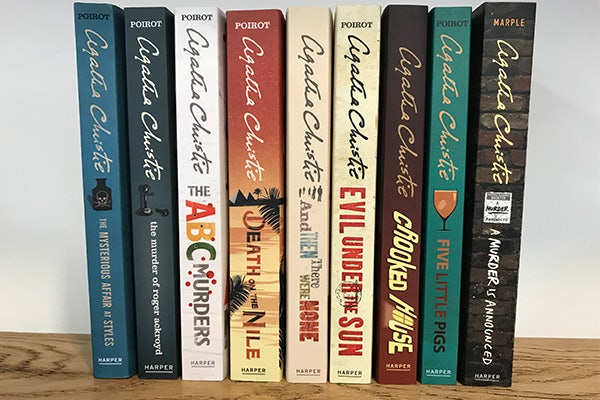 POIROT
Agatha Christie
THE MYSTERIOUS AFFAIR AT STYLES
HARPER
POIROT
Agatha Christie
the murder of roger ackroyd
HARPER
POIROT
Agatha Christie
THE
ABC
MURDERS
HARPER
POIROT
Agatha Christie
DEATH ON THE NILE
HARPER
Agatha Christie
And THEN
There
WERE NONE
HARPER
POIROT
Agatha Christie
EVIL UNDER THE SUN
HARPER
Agatha Christie
CROOKED HOUSE
HARPER
POIROT
Agatha Christie
FIVE LITTLE PIGS
HARPER
MARPLE
Agatha Christie
A MURDER IS ANNOUNCED
HARPER